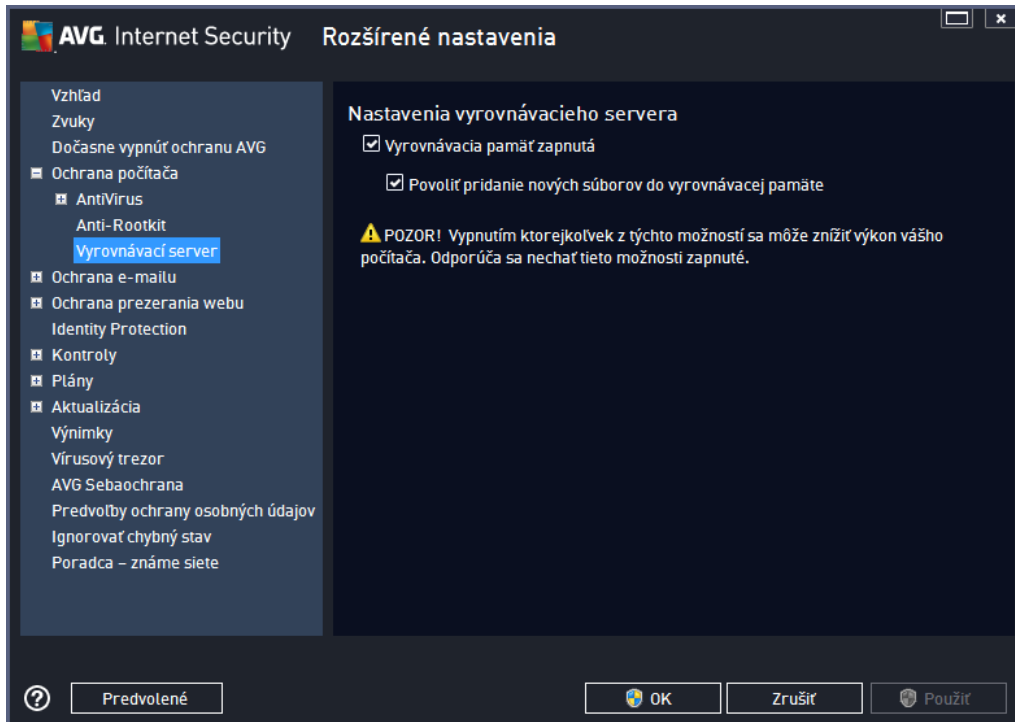 AVG. Internet Security Rozšírené nastavenia
Vzhľad
Zvuky
Dočasne vypnúť ochranu AVG
Ochrana počítača
AntiVirus
Anti-Rootkit
Vyrovnávací server
Ochrana e-mailu
Ochrana prezerania webu
Identity Protection
Kontroly
Plány
Aktualizácia
Výnimky
Vírusový trezor
AVG Sebaochrana
Predvoľby ochrany osobných údajov
Ignorovať chybný stav
Poradca – známe siete
Nastavenia vyrovnávacieho servera
Vyrovnávacia pamäť zapnutá
Povoliť pridanie nových súborov do vyrovnávacej pamäte
POZOR! Vypnutím ktorejkoľvek z týchto možností sa môže znížiť výkon vášho
počítača. Odporúča sa nechať tieto možnosti zapnuté.
Predvolené
OK
Zrušiť
Použiť